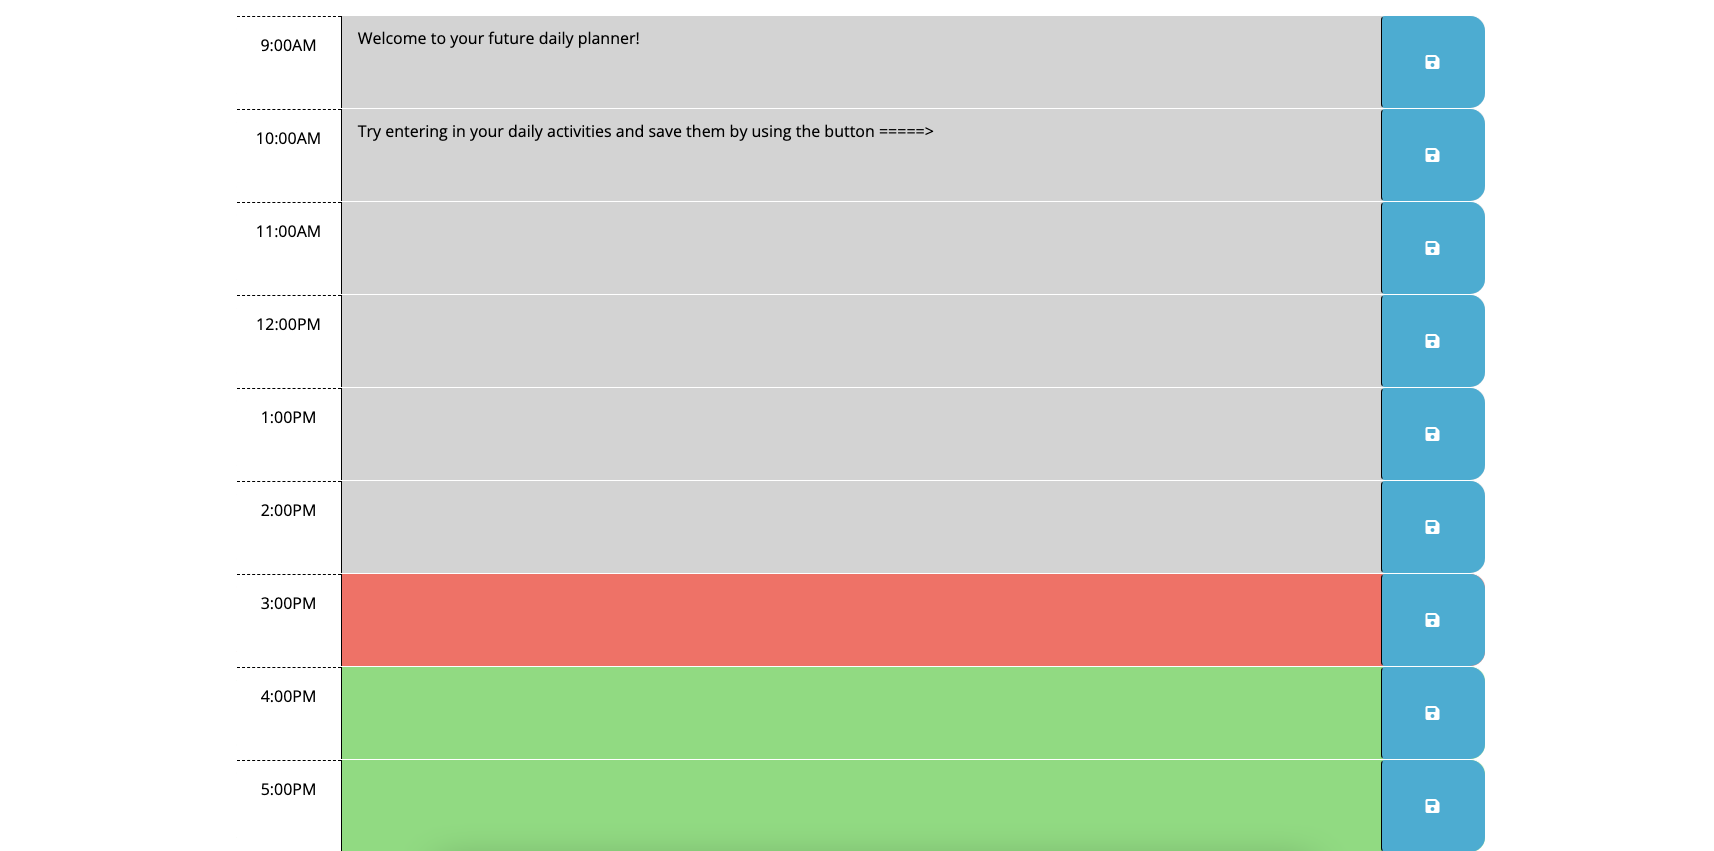 9:00AM Welcome to your future daily planner!
10:00AM Try entering in your daily activities and save them by using the button =====>
11:00AM
12:00PM
1:00PM
2:00PM
3:00PM
4:00PM
5:00PM